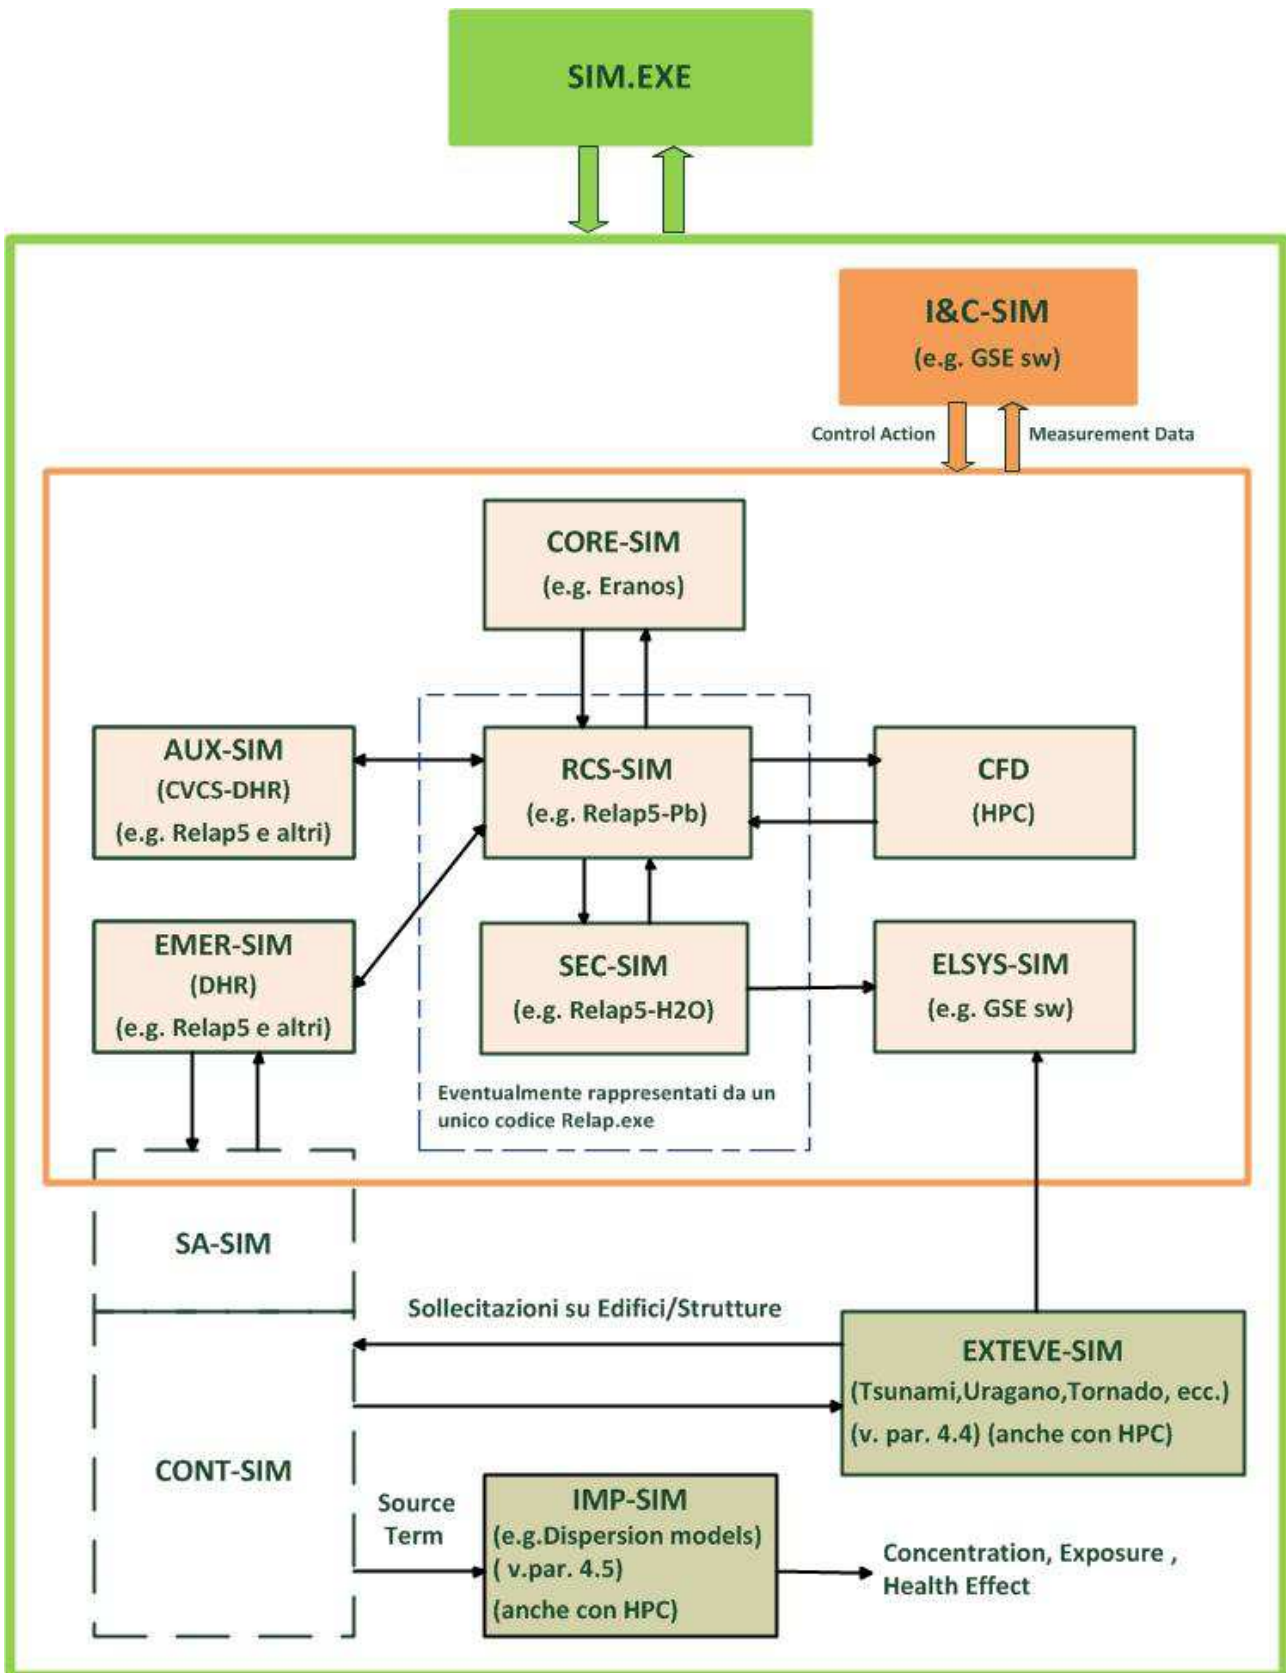 SIM.EXE
I&C-SIM
(e.g. GSE sw)
Control Action
Measurement Data
CORE-SIM
(e.g. Eranos)
AUX-SIM
(CVCS-DHR)
(e.g. Relap5 e altri)
RCS-SIM
(e.g. Relap5-Pb)
CFD
(HPC)
EMER-SIM
(DHR)
(e.g. Relap5 e altri)
SEC-SIM
(e.g. Relap5-H2O)
ELSYS-SIM
(e.g. GSE sw)
Eventualmente rappresentati da un
unico codice Relap.exe
SA-SIM
Sollecitazioni su Edifici/Strutture
EXTEVE-SIM
(Tsunami,Uragano,Tornado, ecc.)
(v. par. 4.4) (anche con HPC)
CONT-SIM
Source
Term
IMP-SIM
(e.g.Dispersion models)
( v.par. 4.5)
(anche con HPC)
Concentration, Exposure ,
Health Effect